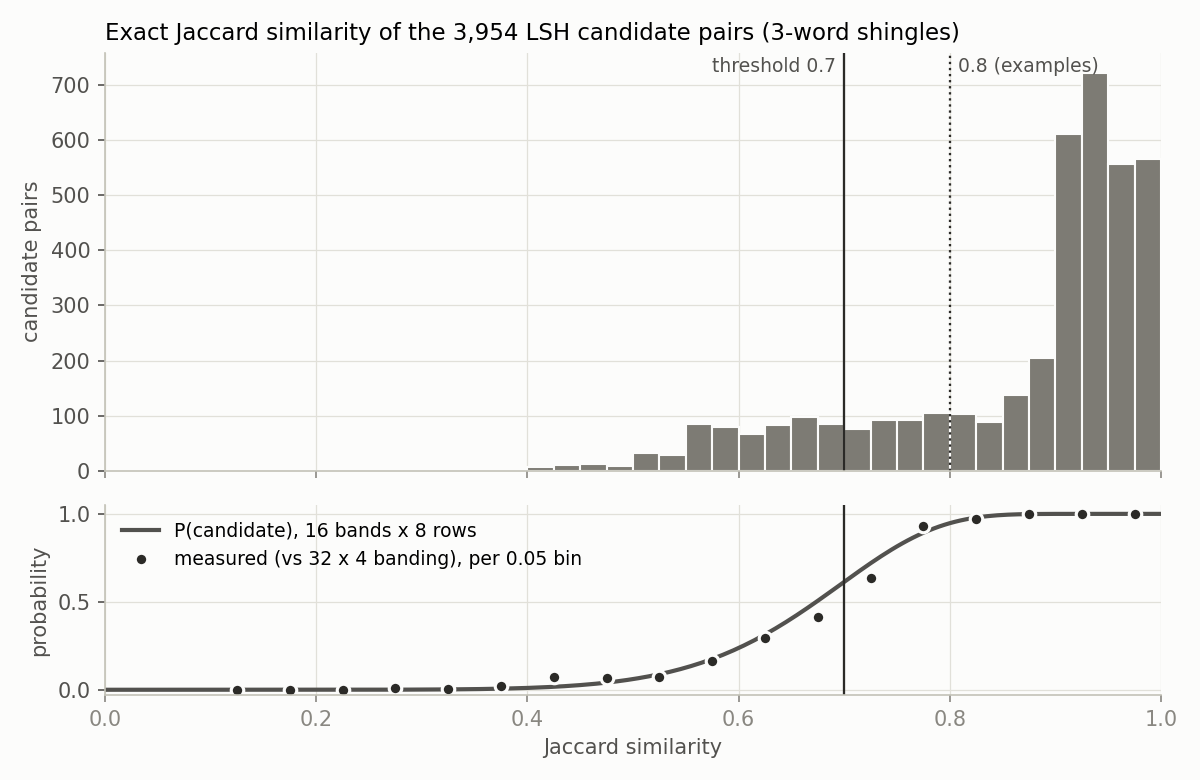 Exact Jaccard similarity of the 3,954 LSH candidate pairs (3-word shingles)
threshold 0.7
0.8 (examples)
700
600
500
400
300
200
100
0
candidate pairs
1.0
0.5
0.0
probability
P(candidate), 16 bands x 8 rows
measured (vs 32 x 4 banding), per 0.05 bin
0.0 0.2 0.4 0.6 0.8 1.0
Jaccard similarity